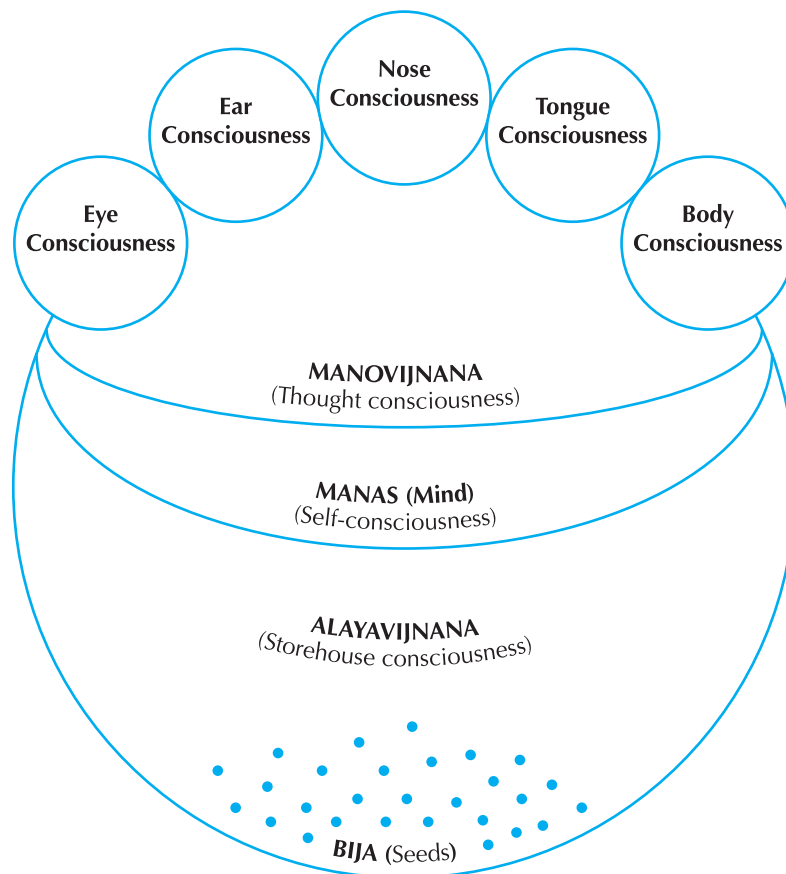 Nose
Consciousness
Ear
Consciousness
Tongue
Consciousness
Eye
Consciousness
Body
Consciousness
MANOVIJNANA
(Thought consciousness)
MANAS (Mind)
(Self-consciousness)
ALAYAVIJNANA
(Storehouse consciousness)
BIJA (Seeds)